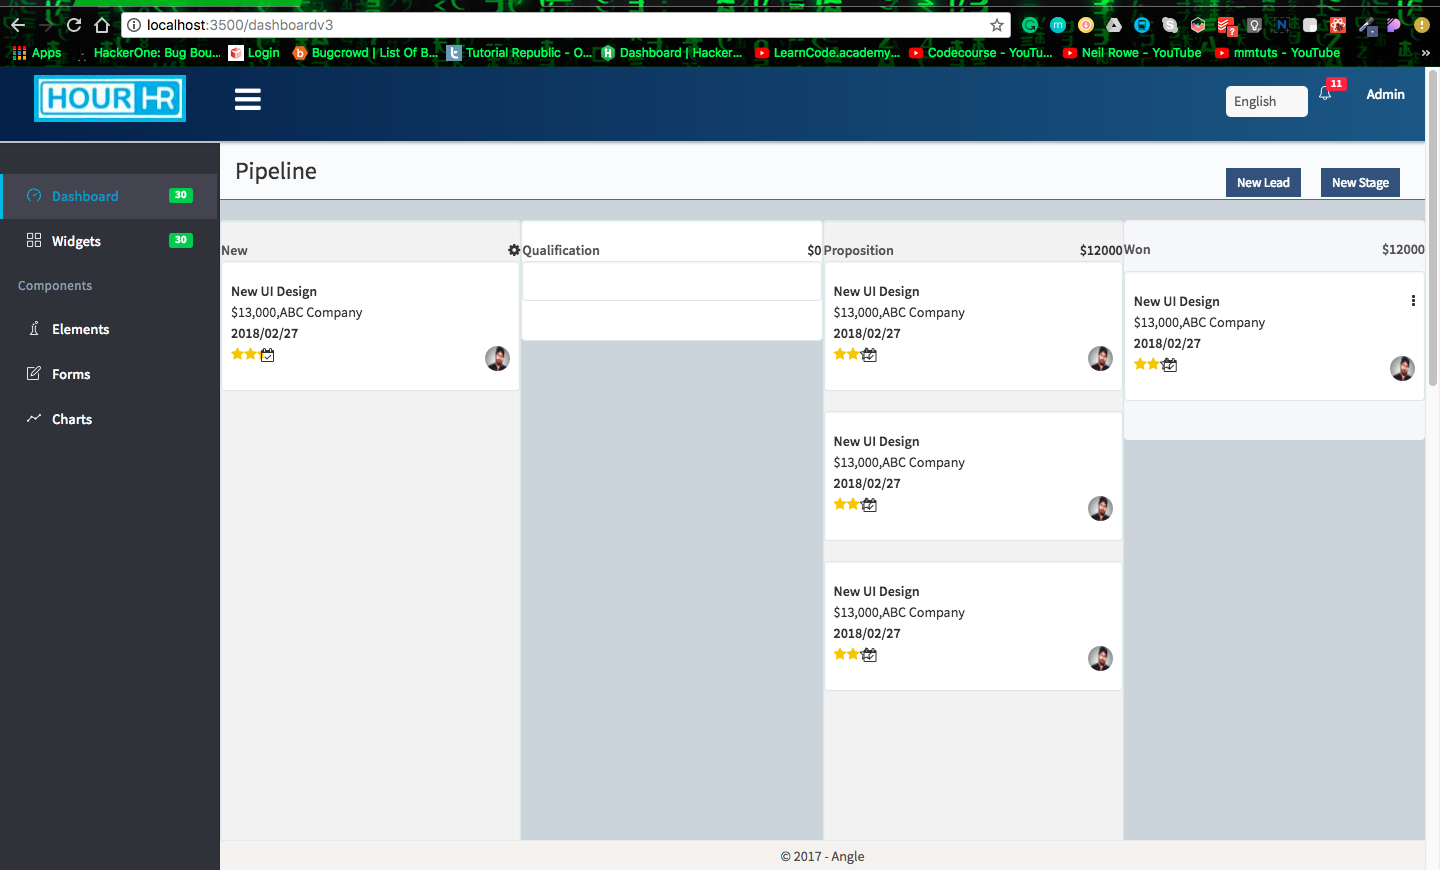 localhost:3500/dashboardv3
Apps
HackerOne: Bug Bou...
Login
Bugcrowd | List Of B...
Tutorial Republic - O...
Dashboard | Hacker...
LearnCode.academy...
Codecourse - YouTu...
Neil Rowe - YouTube
mmtuts - YouTube
»
HOUR HR
English
11
Admin
Dashboard 30
Widgets 30
Components
Elements
Forms
Charts
Pipeline
New Lead
New Stage
New
New UI Design
$13,000,ABC Company
2018/02/27
Qualification $0
Proposition $12000
New UI Design
$13,000,ABC Company
2018/02/27
New UI Design
$13,000,ABC Company
2018/02/27
New UI Design
$13,000,ABC Company
2018/02/27
Won $12000
New UI Design
$13,000,ABC Company
2018/02/27
© 2017 - Angle